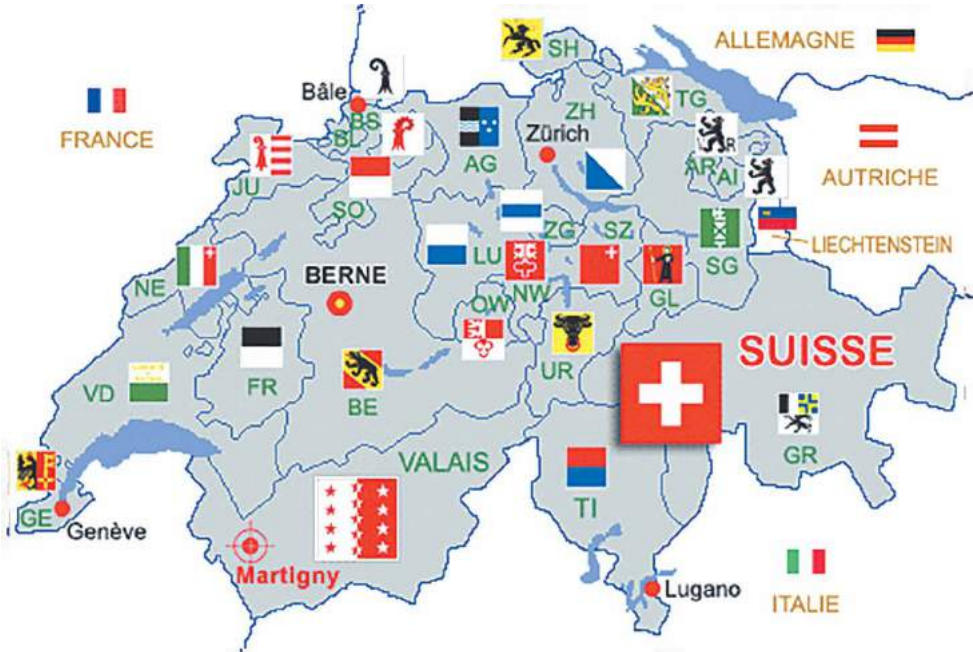 SH
ALLEMAGNE
Bâle
FRANCE
BS
BL
AG
ZH
Zürich
TG
AR
AI
AUTRICHE
JU
SO
LU
ZG
SZ
SG
LIECHTENSTEIN
NE
BERNE
OW
NW
GL
UR
SUISSE
VD
FR
BE
GR
VALAIS
TI
GE
Genève
Martigny
Lugano
ITALIE
R